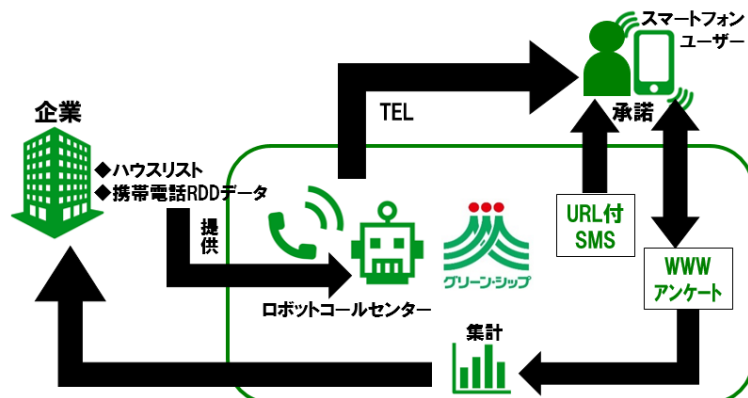 スマートフォン
ユーザー
承諾
TEL
企業
◆ハウスリスト
◆携帯電話RDDデータ
提供
URL付
SMS
グリーン・シップ
WWW
アンケート
ロボットコールセンター
集計